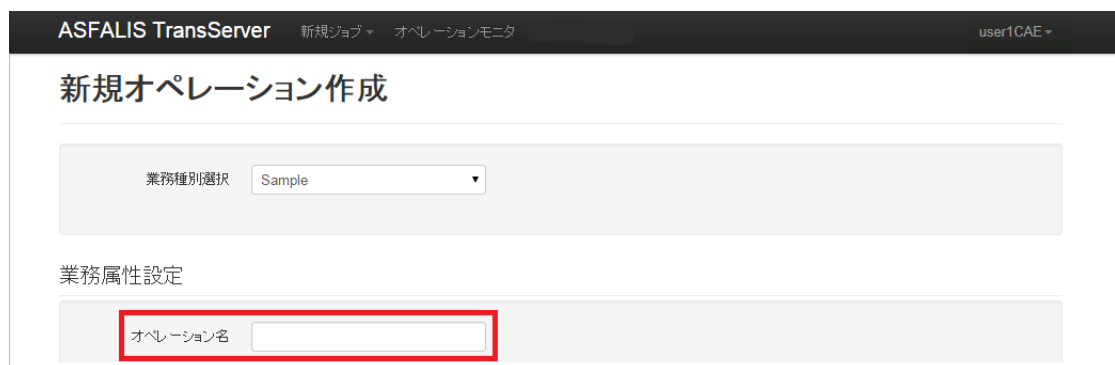 ASFALIS TransServer 新規ジョブ オペレーションモニタ user1CAE
新規オペレーション作成
業務種別選択 Sample
業務属性設定
オペレーション名